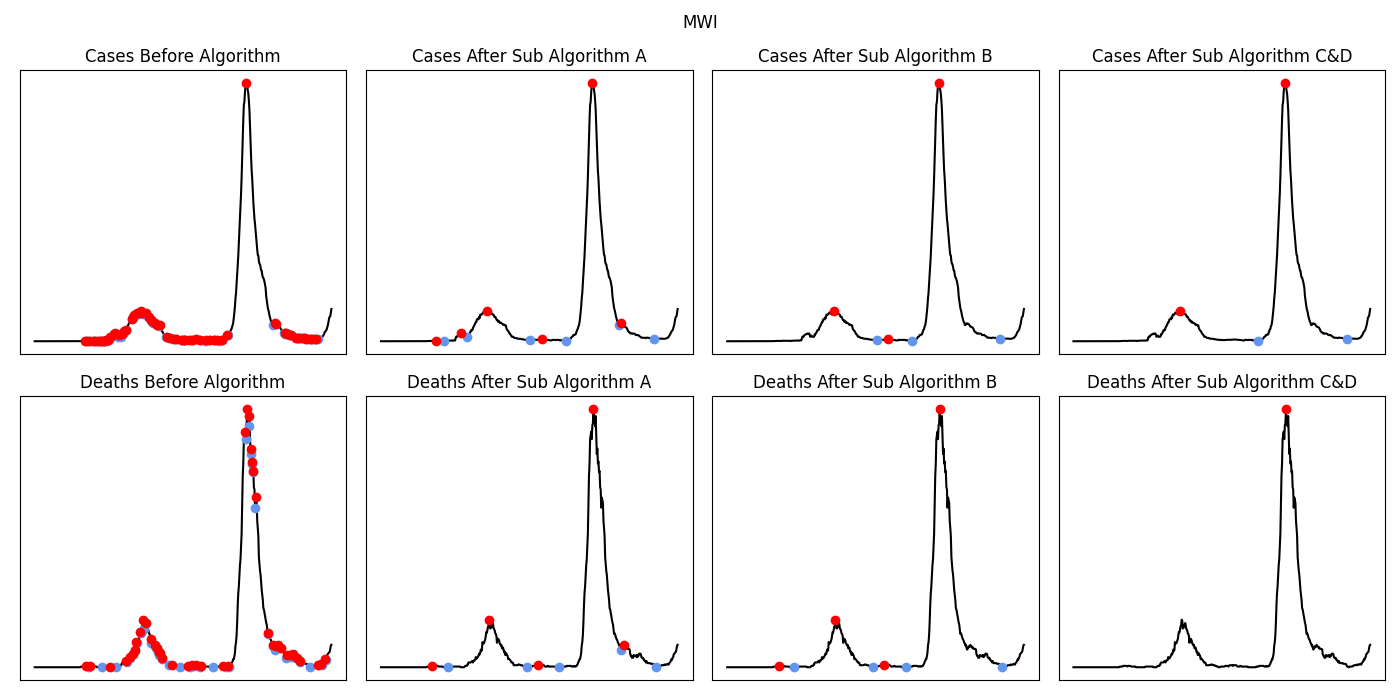 MWI
Cases Before Algorithm
Cases After Sub Algorithm A
Cases After Sub Algorithm B
Cases After Sub Algorithm C&D
Deaths Before Algorithm
Deaths After Sub Algorithm A
Deaths After Sub Algorithm B
Deaths After Sub Algorithm C&D